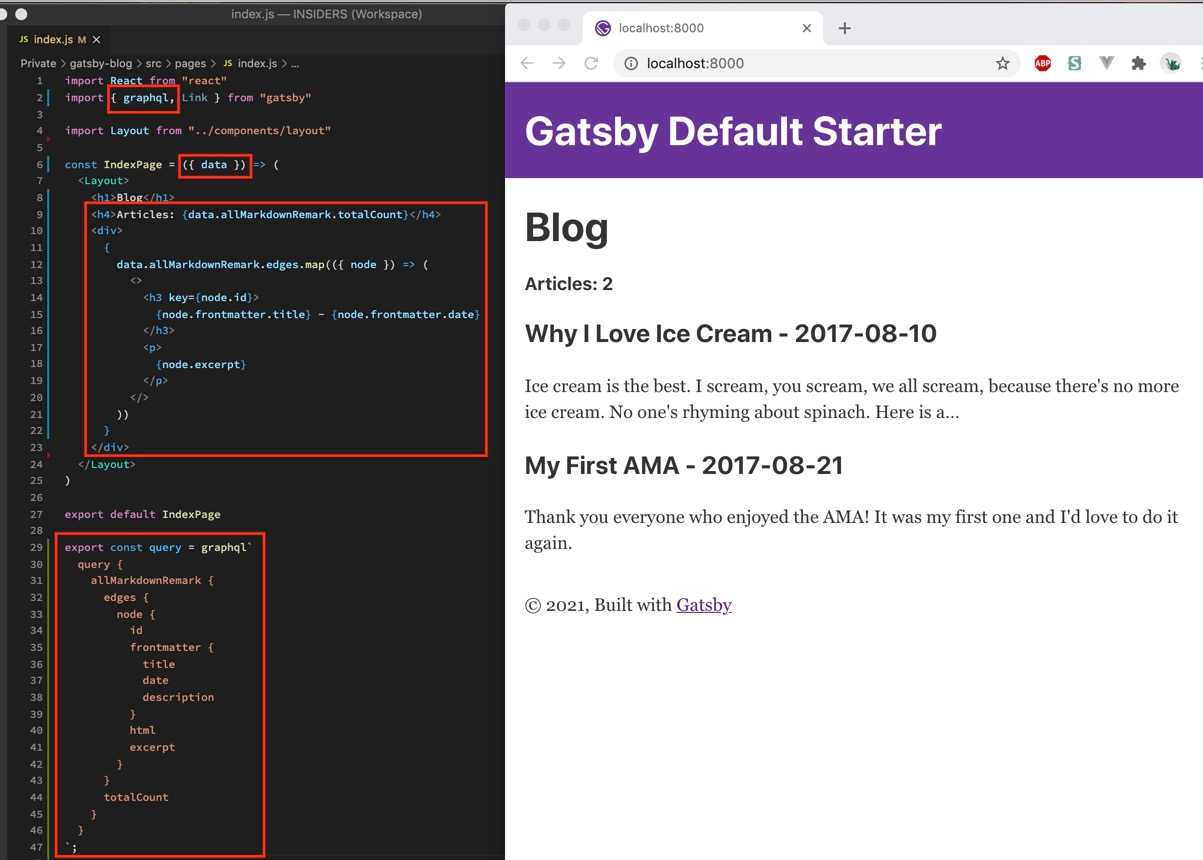 index.js — INSIDERS (Workspace)
JS index.js M ×
Private > gatsby-blog > src > pages > JS index.js > ...
1 import React from "react"
2 import { graphql, Link } from "gatsby"
3
4 import Layout from "../components/layout"
5
6 const IndexPage = ({ data }) => (
7 <Layout>
8 <h1>Blog</h1>
9 <h4>Articles: {data.allMarkdownRemark.totalCount}</h4>
10 <div>
11 {
12 data.allMarkdownRemark.edges.map(({ node }) => (
13 <>
14 <h3 key={node.id}>
15 {node.frontmatter.title} - {node.frontmatter.date}
16 </h3>
17 <p>
18 {node.excerpt}
19 </p>
20 </>
21 ))
22 }
23 </div>
24 </Layout>
25 )
26
27 export default IndexPage
28
29 export const query = graphql`
30 query {
31 allMarkdownRemark {
32 edges {
33 node {
34 id
35 frontmatter {
36 title
37 date
38 description
39 }
40 html
41 excerpt
42 }
43 }
44 totalCount
45 }
46 }
47 `;
localhost:8000
localhost:8000
ABP
S
Gatsby Default Starter
Blog
Articles: 2
Why I Love Ice Cream - 2017-08-10
Ice cream is the best. I scream, you scream, we all scream, because there's no more
ice cream. No one's rhyming about spinach. Here is a…
My First AMA - 2017-08-21
Thank you everyone who enjoyed the AMA! It was my first one and I'd love to do it
again.
© 2021, Built with Gatsby